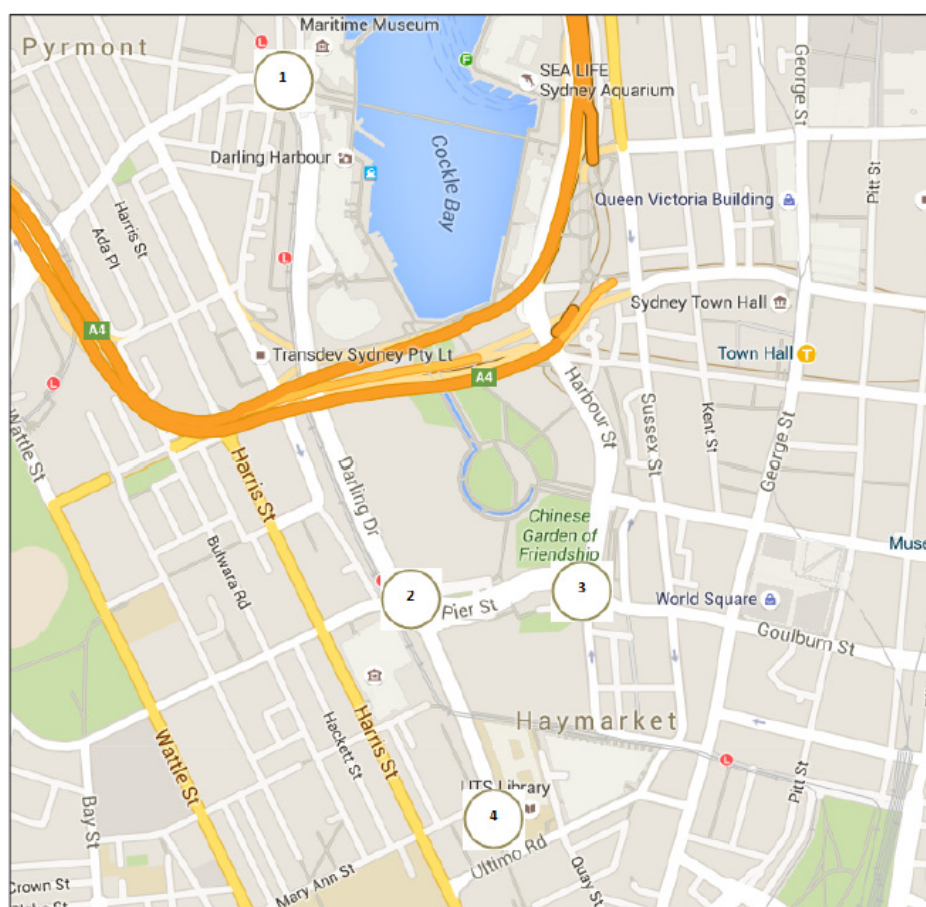 Maritime Museum
L
Pyrmont
1
F
SEA LIFE
Sydney Aquarium
George St
Darling Harbour
Cockle Bay
Pitt St
Queen Victoria Building
Harris St
Ada Pl
L
Sydney Town Hall
A4
Transdev Sydney Pty Lt
Town Hall
T
L
A4
Harbour St
Sussex St
Kent St
Wattle St
George St
Harris St
Darling Dr
Chinese
Garden of
Friendship
Muse
Bulwara Rd
L
2
Pier St
3
World Square
Goulburn St
Haymarket
Hackett St
Harris St
Wattle St
L
Pitt St
Bay St
UTS Library
4
Ultimo Rd
Quay St
Mary Ann St
Crown St